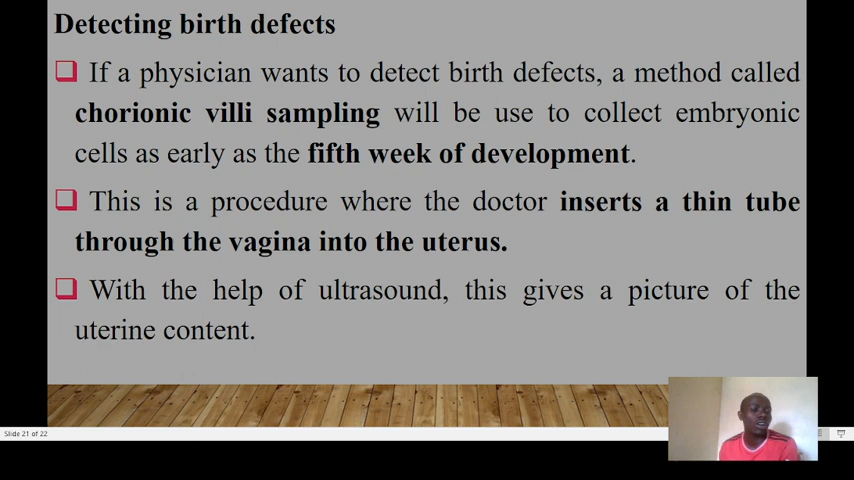 Detecting birth defects
If a physician wants to detect birth defects, a method called
chorionic villi sampling will be use to collect embryonic
cells as early as the fifth week of development.
This is a procedure where the doctor inserts a thin tube
through the vagina into the uterus.
With the help of ultrasound, this gives a picture of the
uterine content.
Slide 21 of 22